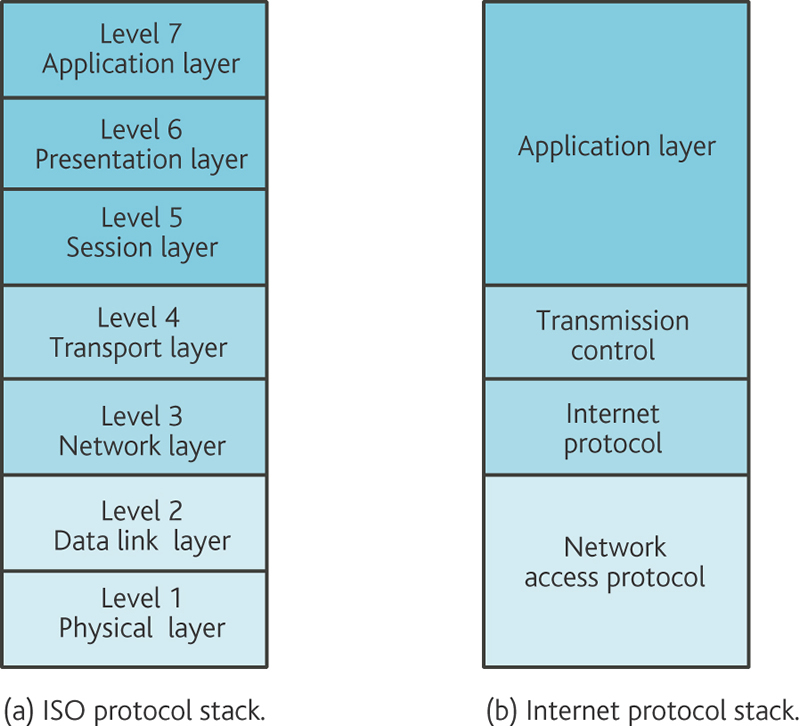 Level 7
Application layer
Level 6
Presentation layer
Level 5
Session layer
Level 4
Transport layer
Level 3
Network layer
Level 2
Data link layer
Level 1
Physical layer
(a) ISO protocol stack.
Application layer
Transmission
control
Internet
protocol
Network
access protocol
(b) Internet protocol stack.